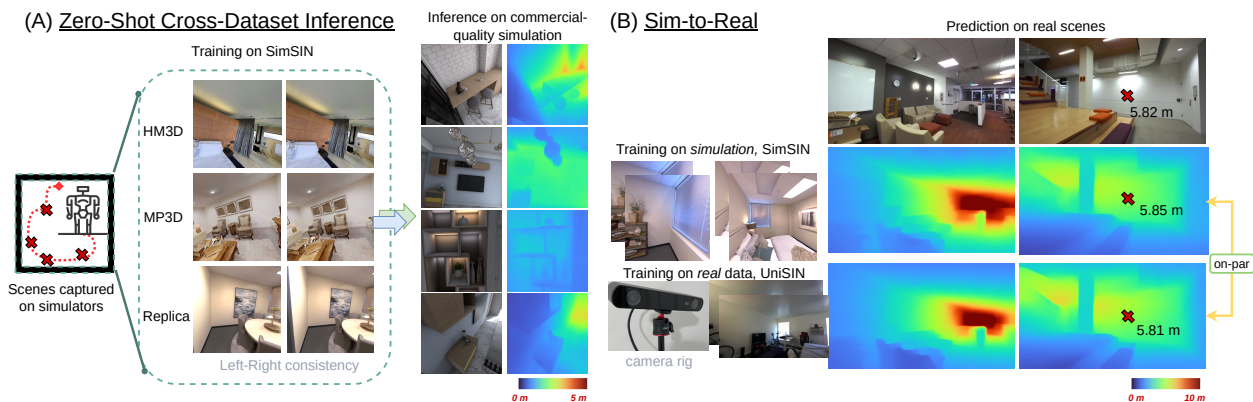 (A) Zero-Shot Cross-Dataset Inference
Training on SimSIN
HM3D
MP3D
Replica
Scenes captured
on simulators
Left-Right consistency
Inference on commercial-
quality simulation
0 m
5 m
(B) Sim-to-Real
Prediction on real scenes
5.82 m
Training on simulation, SimSIN
5.85 m
Training on real data, UniSIN
camera rig
on-par
5.81 m
0 m
10 m